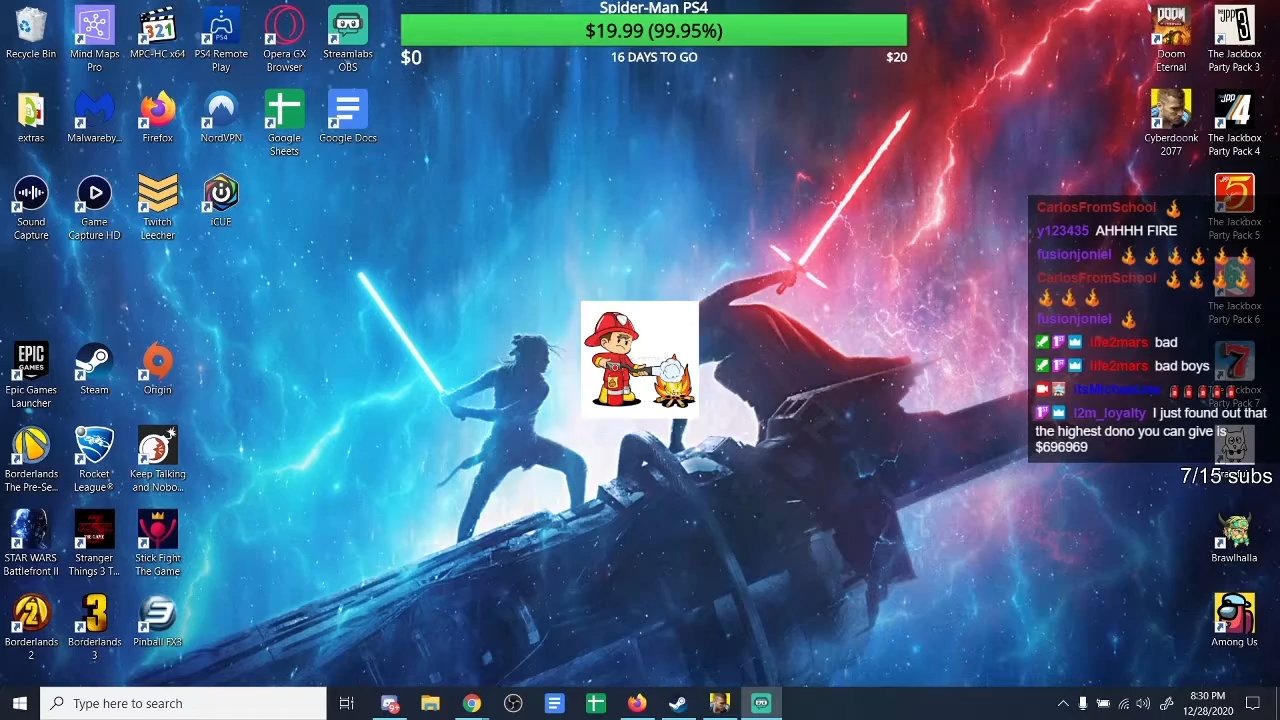 Spider-Man PS4
$19.99 (99.95%)
$0
16 DAYS TO GO
$20
Recycle Bin
Mind Maps
Pro
MPC-HC x64
PS4 Remote
Play
Opera GX
Browser
Streamlabs
OBS
Doom
Eternal
The Jackbox
Party Pack 3
extras
Malwareby...
Firefox
NordVPN
Google
Sheets
Google Docs
Cyberdoonk
2077
The Jackbox
Party Pack 4
Sound
Capture
Game
Capture HD
Twitch
Leecher
iCUE
The Jackbox
Party Pack 5
CarlosFromSchool
y123435 AHHHH FIRE
fusionjoniel
CarlosFromSchool
The Jackbox
Party Pack 6
fusionjoniel
life2mars bad
life2mars bad boys
Party Pack 7
l2m_loyalty I just found out that
the highest dono you can give is
$696969
7/15 subs
Epic Games
Launcher
Steam
Origin
Borderlands
The Pre-Se...
Rocket
League®
Keep Talking
and Nobo...
STAR WARS
Battlefront II
Stranger
Things 3 T...
Stick Fight
The Game
Brawlhalla
Borderlands
2
Borderlands
3
Pinball FX3
Among Us
Type here to search
8:30 PM
12/28/2020